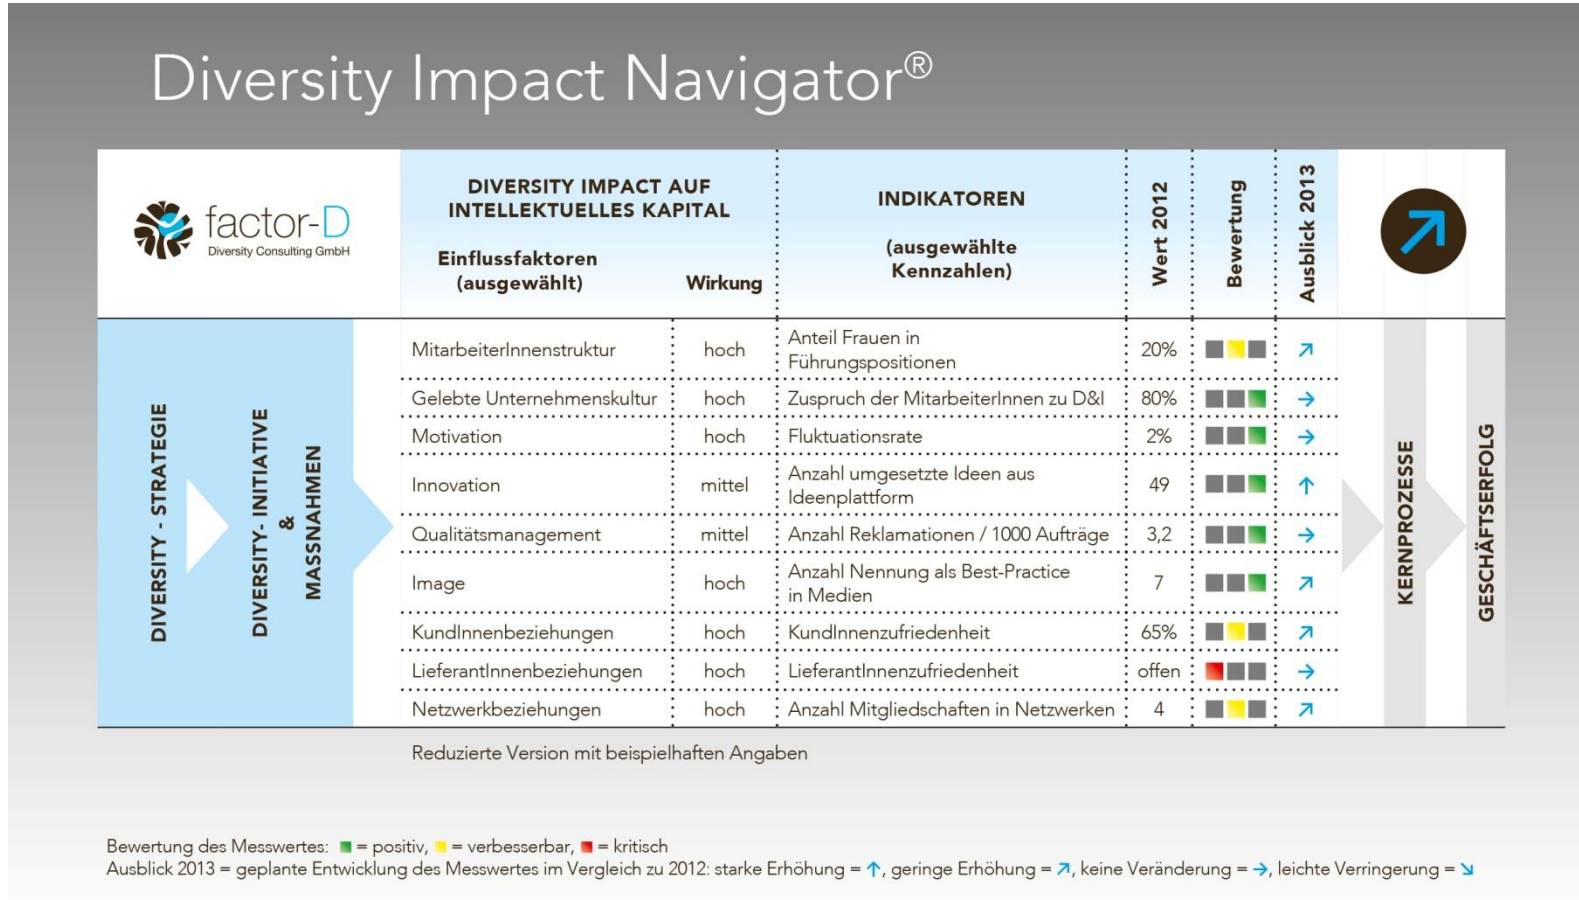 Diversity Impact Navigator®
factor-D
Diversity Consulting GmbH
DIVERSITY IMPACT AUF
INTELLEKTUELLES KAPITAL
Einflussfaktoren
(ausgewählt)
Wirkung
INDIKATOREN
(ausgewählte
Kennzahlen)
Wert 2012
Bewertung
Ausblick 2013
DIVERSITY - STRATEGIE
DIVERSITY- INITIATIVE
&
MASSNAHMEN
MitarbeiterInnenstruktur hoch Anteil Frauen in
Führungspositionen 20% ↗
Gelebte Unternehmenskultur hoch Zuspruch der MitarbeiterInnen zu D&I 80% →
Motivation hoch Fluktuationsrate 2% →
Innovation mittel Anzahl umgesetzte Ideen aus
Ideenplattform 49 ↑
Qualitätsmanagement mittel Anzahl Reklamationen / 1000 Aufträge 3,2 →
Image hoch Anzahl Nennung als Best-Practice
in Medien 7 ↗
KundInnenbeziehungen hoch KundInnenzufriedenheit 65% ↗
LieferantInnenbeziehungen hoch LieferantInnenzufriedenheit offen →
Netzwerkbeziehungen hoch Anzahl Mitgliedschaften in Netzwerken 4 ↗
KERNPROZESSE
GESCHÄFTSERFOLG
Reduzierte Version mit beispielhaften Angaben
Bewertung des Messwertes: ■ = positiv, ■ = verbesserbar, ■ = kritisch
Ausblick 2013 = geplante Entwicklung des Messwertes im Vergleich zu 2012: starke Erhöhung = ↑, geringe Erhöhung = ↗, keine Veränderung = →, leichte Verringerung = ↘